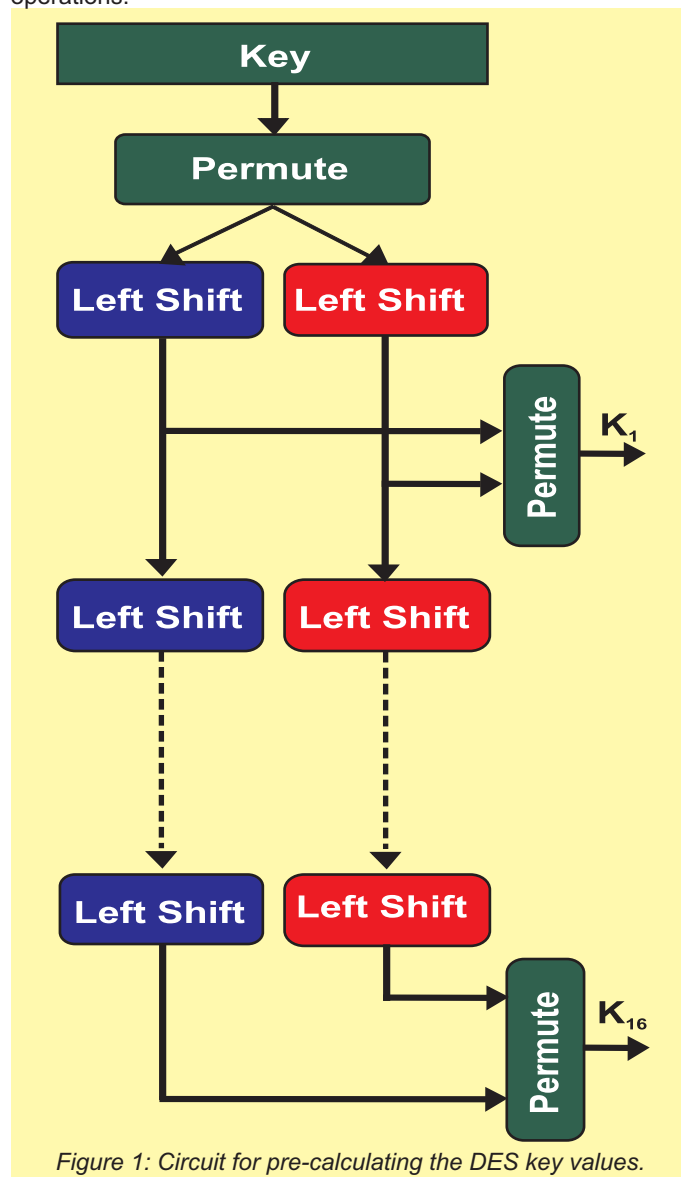 operations.
Key
Permute
Left Shift Left Shift
Permute
K₁
Left Shift Left Shift
Left Shift Left Shift
Permute
K₁₆
Figure 1: Circuit for pre-calculating the DES key values.